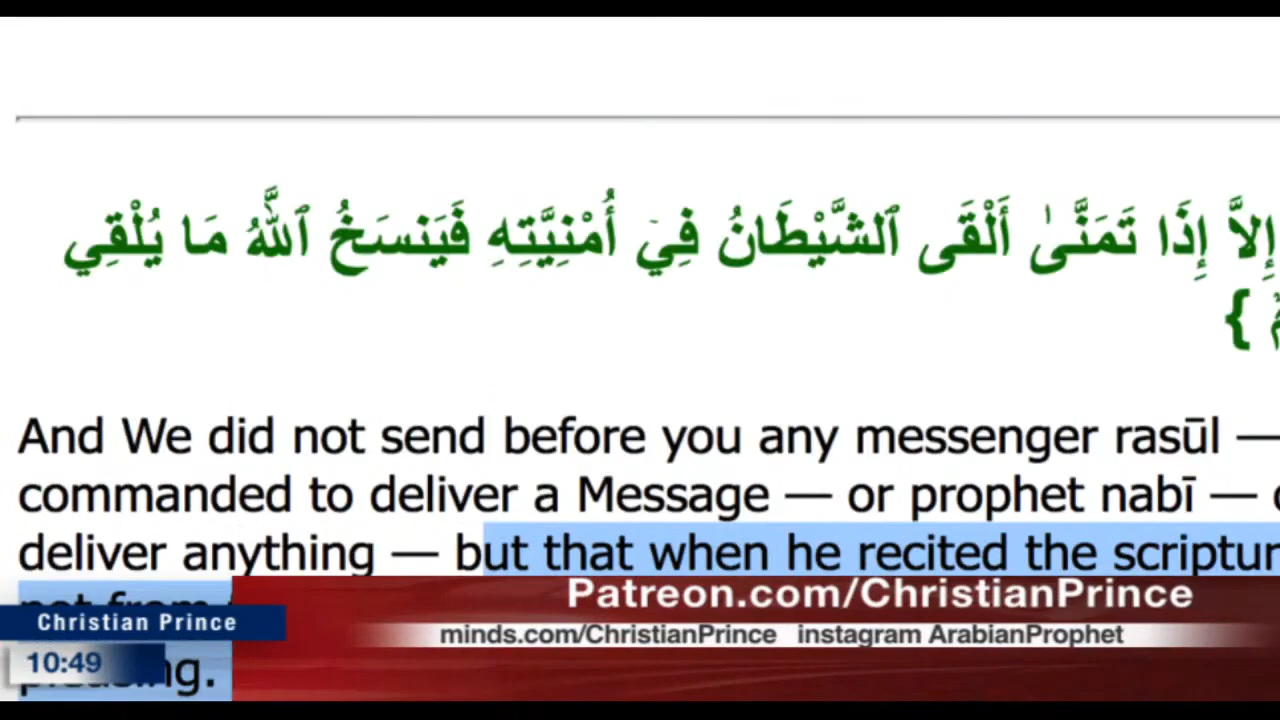 إِلاَّ إِذَا تَمَنَّىٰ أَلْقَى ٱلشَّيْطَانُ فِيۤ أُمْنِيَّتِهِ فَيَنسَخُ ٱللَّهُ مَا يُلْقِي
}
And We did not send before you any messenger rasūl —
commanded to deliver a Message — or prophet nabī —
deliver anything — but that when he recited the scriptur
Patreon.com/ChristianPrince
Christian Prince
minds.com/ChristianPrince instagram ArabianProphet
10:49